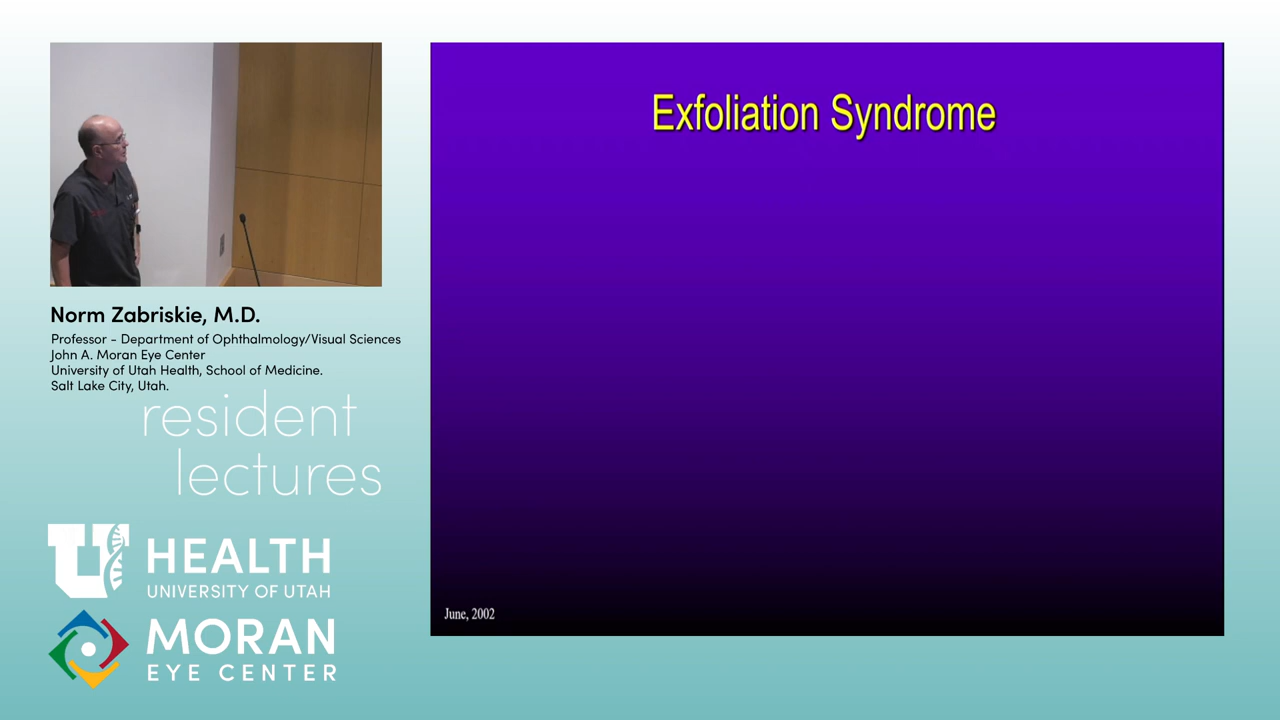 Norm Zabriskie, M.D.
Professor - Department of Ophthalmology/Visual Sciences
John A. Moran Eye Center
University of Utah Health, School of Medicine.
Salt Lake City, Utah.
resident
lectures
U HEALTH
UNIVERSITY OF UTAH
MORAN
EYE CENTER
Exfoliation Syndrome
June, 2002